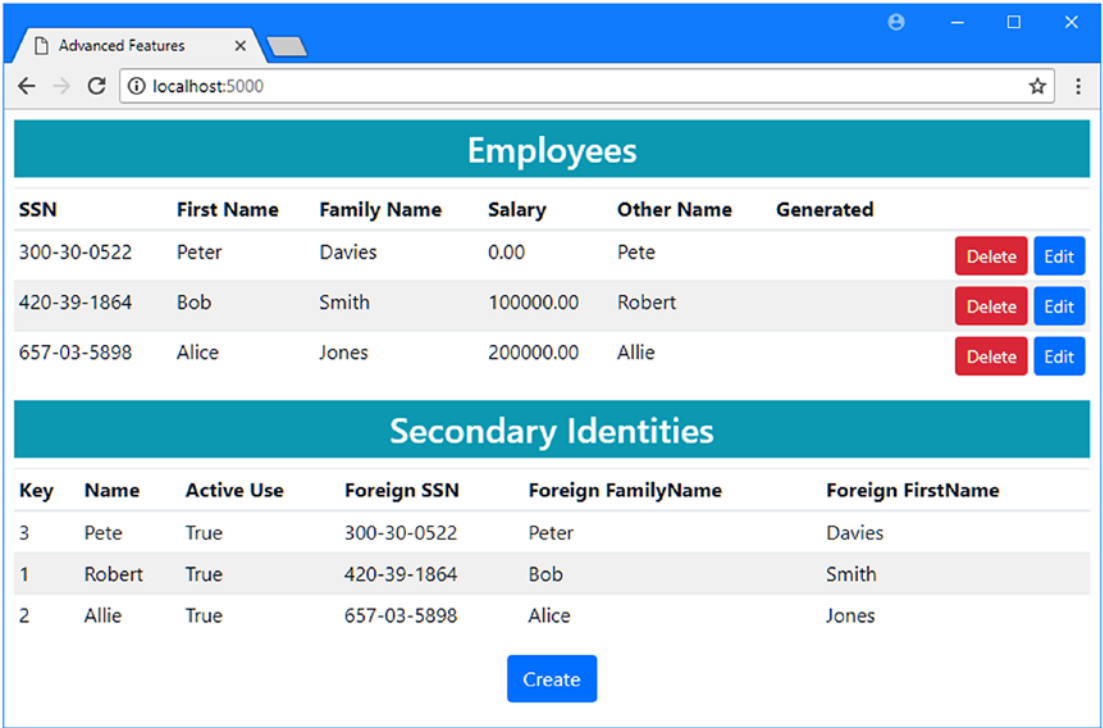 Advanced Features
localhost:5000
Employees
SSN First Name Family Name Salary Other Name Generated
300-30-0522 Peter Davies 0.00 Pete Delete Edit
420-39-1864 Bob Smith 100000.00 Robert Delete Edit
657-03-5898 Alice Jones 200000.00 Allie Delete Edit
Secondary Identities
Key Name Active Use Foreign SSN Foreign FamilyName Foreign FirstName
3 Pete True 300-30-0522 Peter Davies
1 Robert True 420-39-1864 Bob Smith
2 Allie True 657-03-5898 Alice Jones
Create